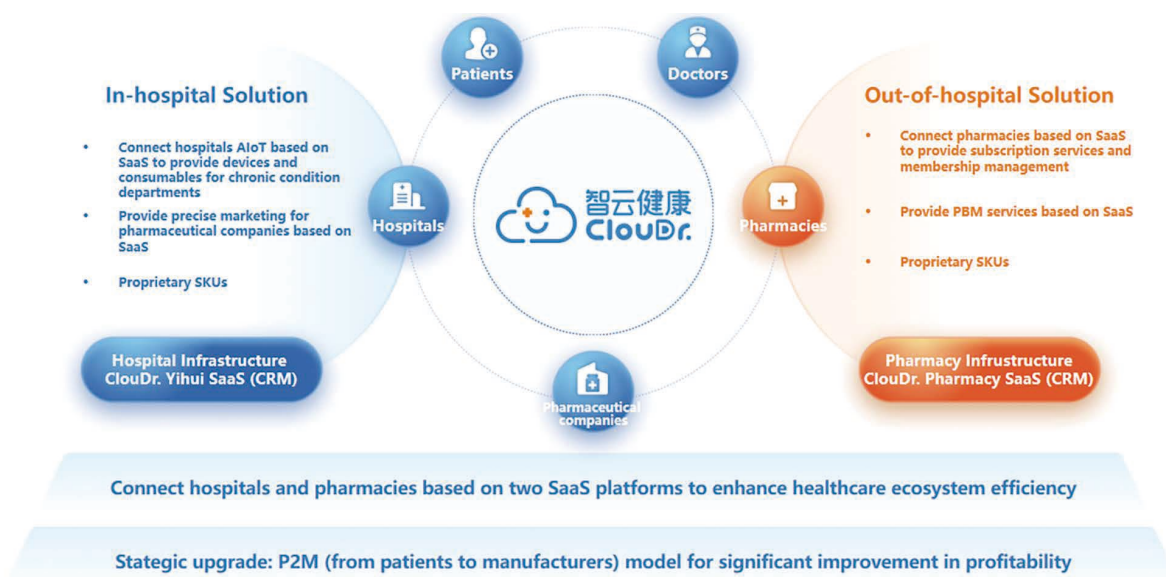 Patients
Doctors
In-hospital Solution
• Connect hospitals AIoT based on
SaaS to provide devices and
consumables for chronic condition
departments
• Provide precise marketing for
pharmaceutical companies based on
SaaS
• Proprietary SKUs
Hospital Infrastructure
ClouDr. Yihui SaaS (CRM)
Hospitals
智云健康
ClouDr.
Pharmacies
Pharmaceutical
companies
Out-of-hospital Solution
• Connect pharmacies based on SaaS
to provide subscription services and
membership management
• Provide PBM services based on SaaS
• Proprietary SKUs
Pharmacy Infrustructure
ClouDr. Pharmacy SaaS (CRM)
Connect hospitals and pharmacies based on two SaaS platforms to enhance healthcare ecosystem efficiency
Stategic upgrade: P2M (from patients to manufacturers) model for significant improvement in profitability